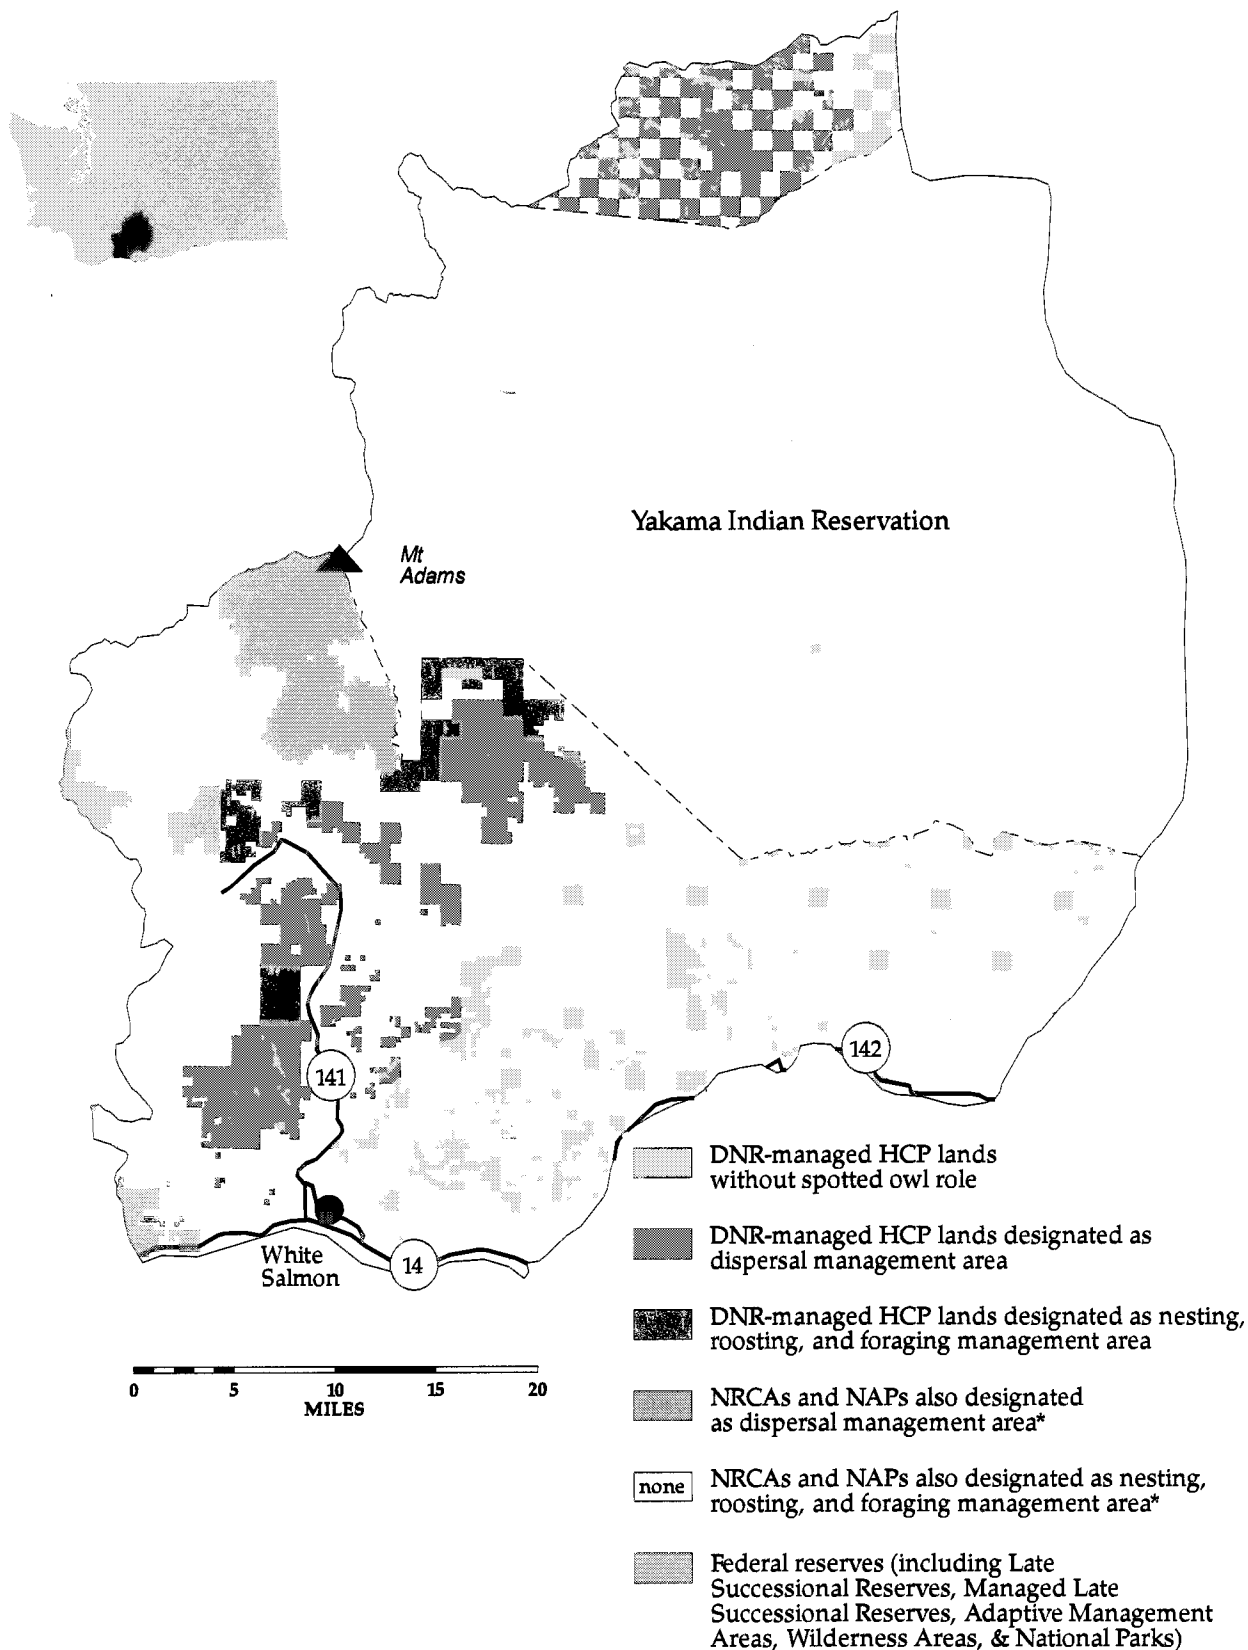 Yakama Indian Reservation
Mt
Adams
142
141
DNR-managed HCP lands
without spotted owl role
DNR-managed HCP lands designated as
dispersal management area
White
Salmon
14
DNR-managed HCP lands designated as nesting,
roosting, and foraging management area
0 5 10 15 20
MILES
NRCAs and NAPs also designated
as dispersal management area*
none
NRCAs and NAPs also designated as nesting,
roosting, and foraging management area*
Federal reserves (including Late
Successional Reserves, Managed Late
Successional Reserves, Adaptive Management
Areas, Wilderness Areas, & National Parks)